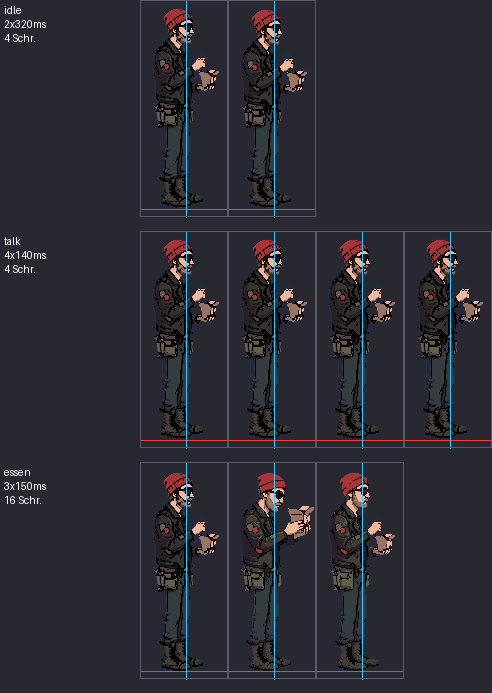 idle
2x320ms
4 Schr.
talk
4x140ms
4 Schr.
essen
3x150ms
16 Schr.